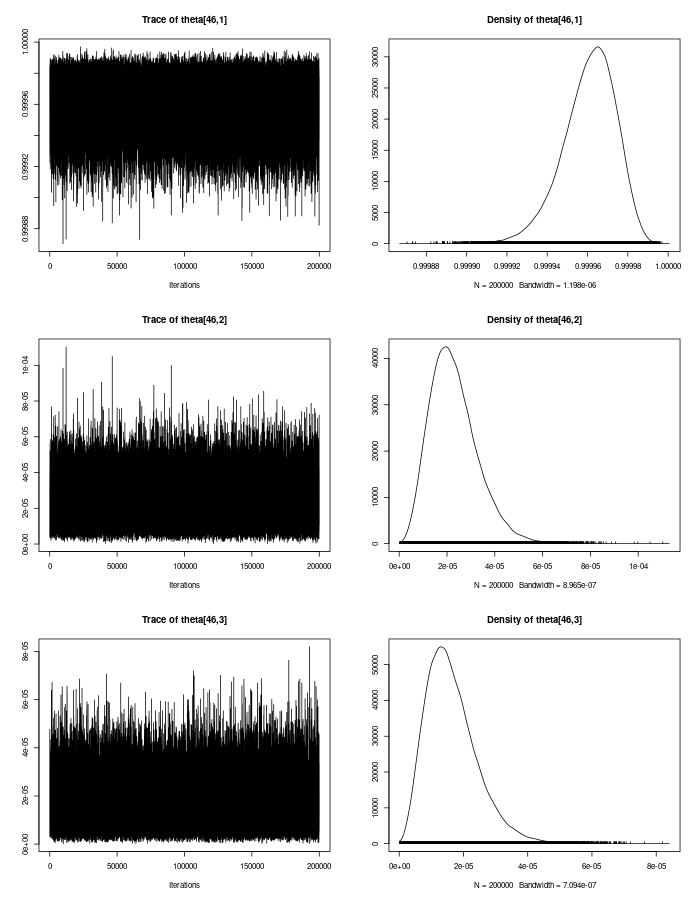 Trace of theta[46,1]
0.99988 0.99992 0.99996 1.00000
0 50000 100000 150000 200000
Iterations
Density of theta[46,1]
0 5000 10000 15000 20000 25000 30000
0.99988 0.99990 0.99992 0.99994 0.99996 0.99998 1.00000
N = 200000 Bandwidth = 1.198e-06
Trace of theta[46,2]
0e+00 2e-05 4e-05 6e-05 8e-05 1e-04
0 50000 100000 150000 200000
Iterations
Density of theta[46,2]
0 10000 20000 30000 40000
0e+00 2e-05 4e-05 6e-05 8e-05 1e-04
N = 200000 Bandwidth = 8.965e-07
Trace of theta[46,3]
0e+00 2e-05 4e-05 6e-05 8e-05
0 50000 100000 150000 200000
Iterations
Density of theta[46,3]
0 10000 20000 30000 40000 50000
0e+00 2e-05 4e-05 6e-05 8e-05
N = 200000 Bandwidth = 7.094e-07